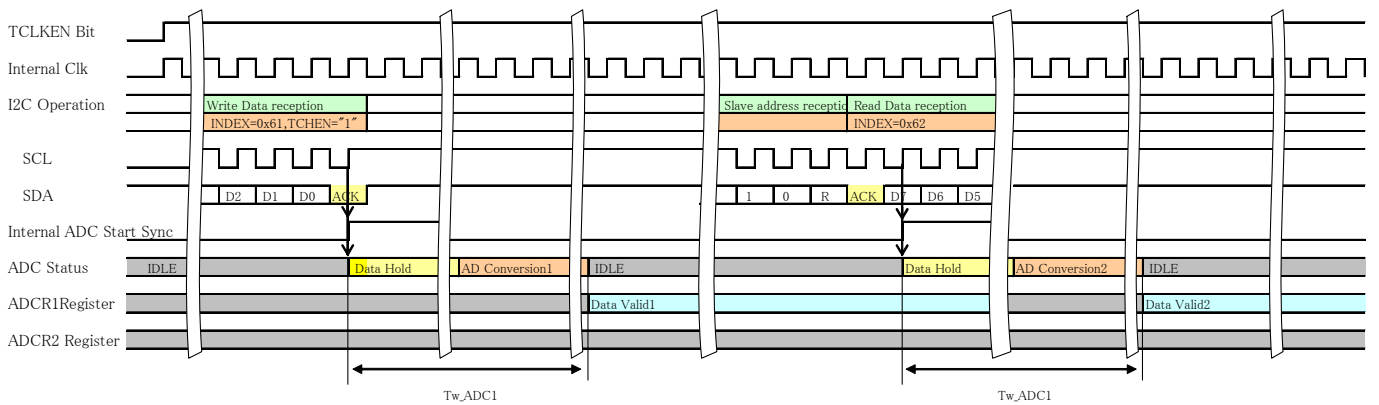 TCLKEN Bit
Internal Clk
I2C Operation
Write Data reception
Slave address receptio
Read Data reception
INDEX=0x61,TCHEN="1"
INDEX=0x62
SCL
SDA
D2
D1
D0
ACK
1
0
R
ACK
D7
D6
D5
Internal ADC Start Sync
ADC Status
IDLE
Data Hold
AD Conversion1
IDLE
Data Hold
AD Conversion2
IDLE
ADCR1Register
Data Valid1
Data Valid2
ADCR2 Register
Tw_ADC1
Tw_ADC1